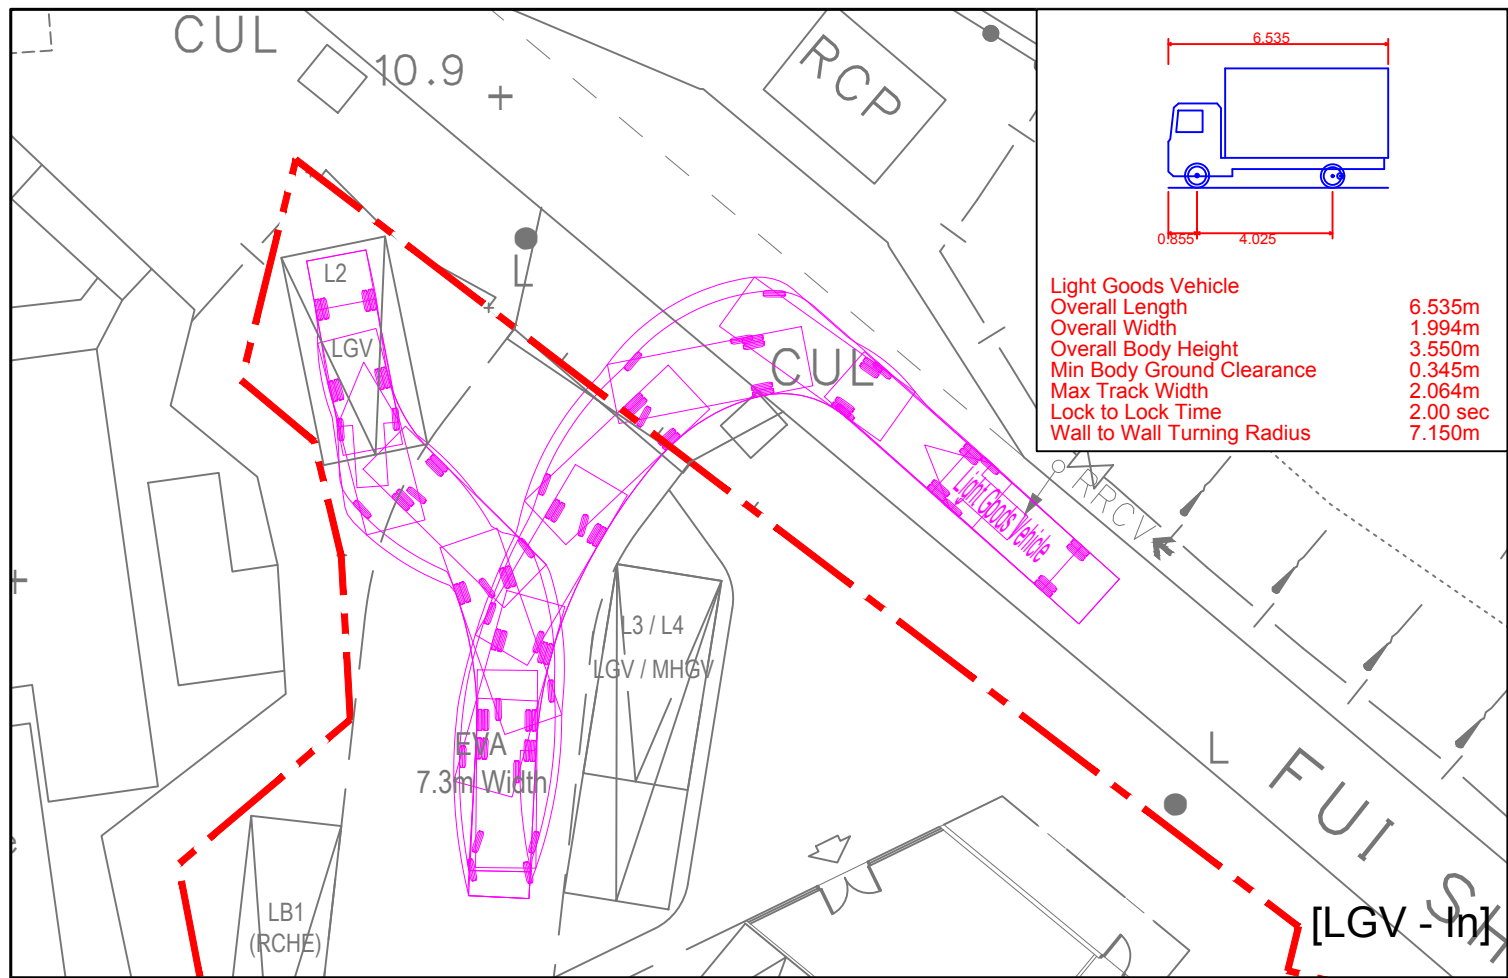 CUL
10.9
RCP
6.535
0.855
4.025
Light Goods Vehicle
Overall Length 6.535m
Overall Width 1.994m
Overall Body Height 3.550m
Min Body Ground Clearance 0.345m
Max Track Width 2.064m
Lock to Lock Time 2.00 sec
Wall to Wall Turning Radius 7.150m
L
L2
LGV
CUL
Light Goods Vehicle
RRCV
L3 / L4
LGV / MHGV
EVA
7.3m Width
L
FUI SH
LB1
(RCHE)
[LGV - In]